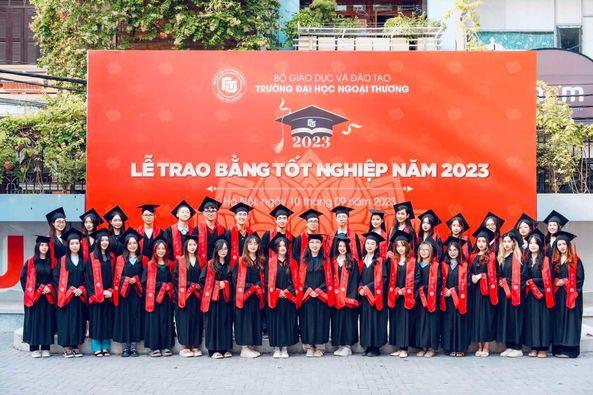 BỘ GIÁO DỤC VÀ ĐÀO TẠO
TRƯỜNG ĐẠI HỌC NGOẠI THƯƠNG
2023
LỄ TRAO BẰNG TỐT NGHIỆP NĂM 2023
Hà Nội, ngày 10 tháng 09 năm 2023